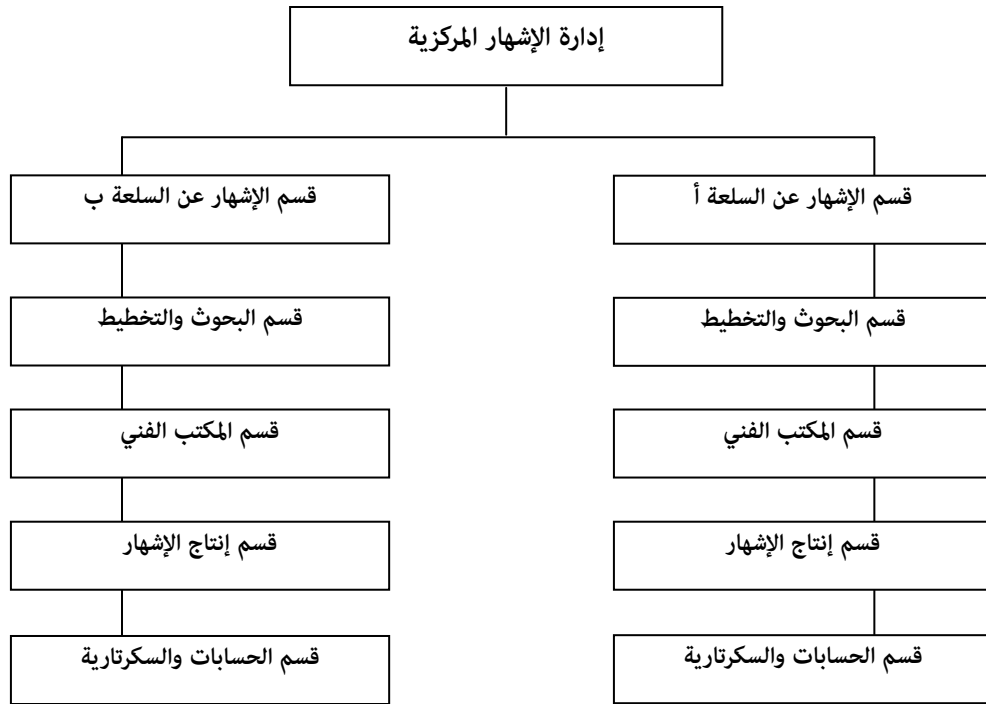 إدارة الإشهار المركزية
قسم الإشهار عن السلعة أ
قسم الإشهار عن السلعة ب
قسم البحوث والتخطيط
قسم البحوث والتخطيط
قسم المكتب الفني
قسم المكتب الفني
قسم إنتاج الإشهار
قسم إنتاج الإشهار
قسم الحسابات والسكرتارية
قسم الحسابات والسكرتارية